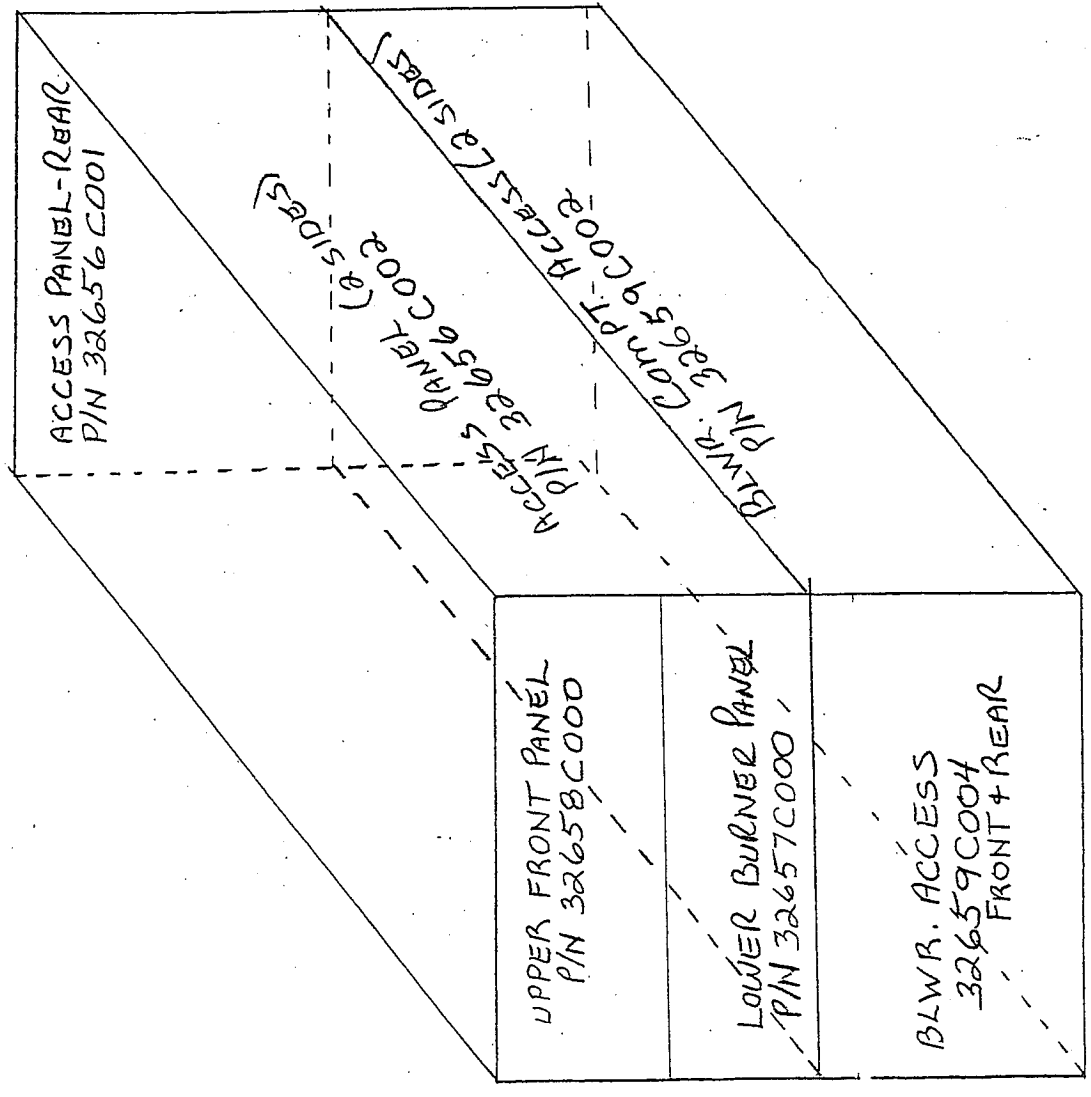 ACCESS PANEL-REAR
P/N 32656C001
ACCESS PANEL (2 SIDES)
P/N 32656C002
BLWR. COMPT. ACCESS (2 SIDES)
P/N 32659C002
UPPER FRONT PANEL
P/N 32658C000
LOWER BURNER PANEL
P/N 32657C000
BLWR. ACCESS
32659C004
FRONT + REAR